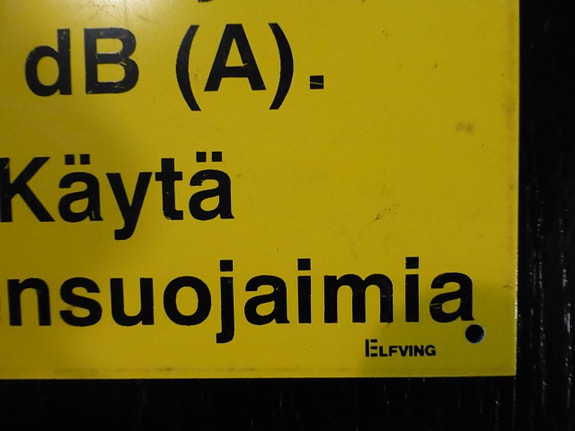 dB (A).
Käytä
nsuojaimia
ELFVING